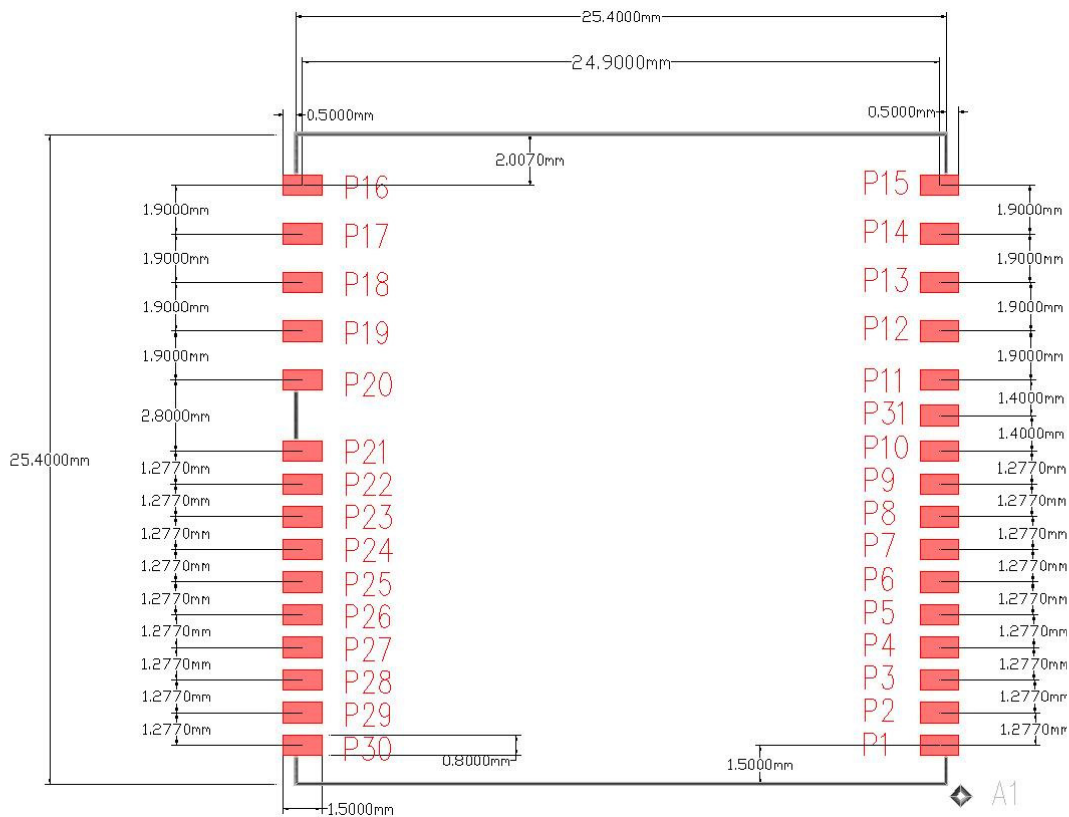 25.4000mm
24.9000mm
0.5000mm 0.5000mm
2.0070mm
P16 P15
1.9000mm 1.9000mm
P17 P14
1.9000mm 1.9000mm
P18 P13
1.9000mm 1.9000mm
P19 P12
1.9000mm 1.9000mm
P20 P11
1.4000mm
2.8000mm P31
1.4000mm
P21 P10
25.4000mm
1.2770mm 1.2770mm
P22 P9
1.2770mm 1.2770mm
P23 P8
1.2770mm 1.2770mm
P24 P7
1.2770mm 1.2770mm
P25 P6
1.2770mm 1.2770mm
P26 P5
1.2770mm 1.2770mm
P27 P4
1.2770mm 1.2770mm
P28 P3
1.2770mm 1.2770mm
P29 P2
1.2770mm 1.2770mm
P30 P1
0.8000mm 1.5000mm
1.5000mm A1